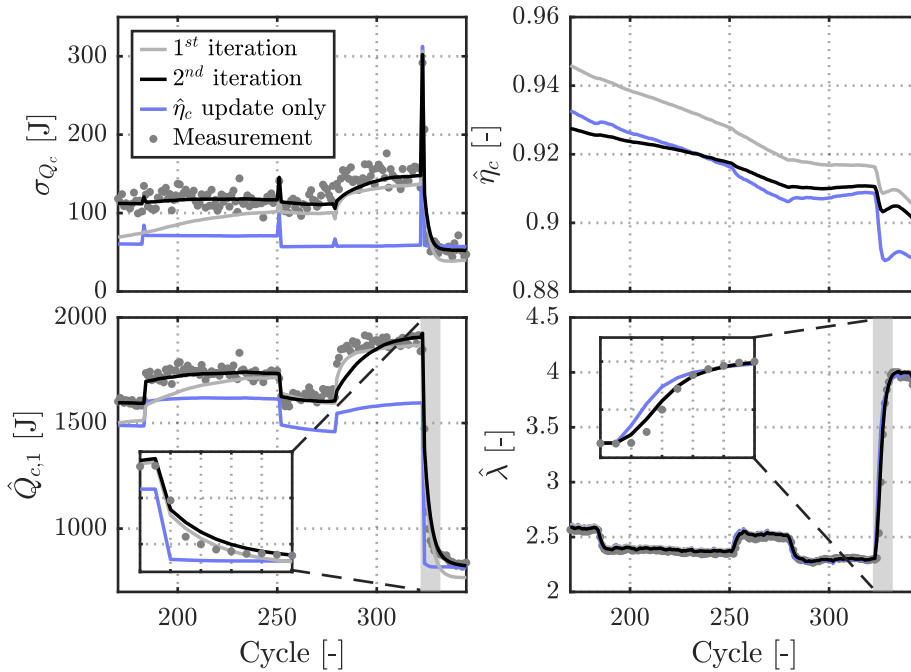 300
200
100
0
σ_{Q_c} [J]
1^{st} iteration
2^{nd} iteration
η̂_c update only
Measurement
0.96
0.94
0.92
0.9
0.88
η̂_c [-]
2000
1600
1000
Q̂_{c,1} [J]
200
250
300
Cycle [-]
4.5
4
3.5
3
2.5
2
λ̂ [-]
200
250
300
Cycle [-]